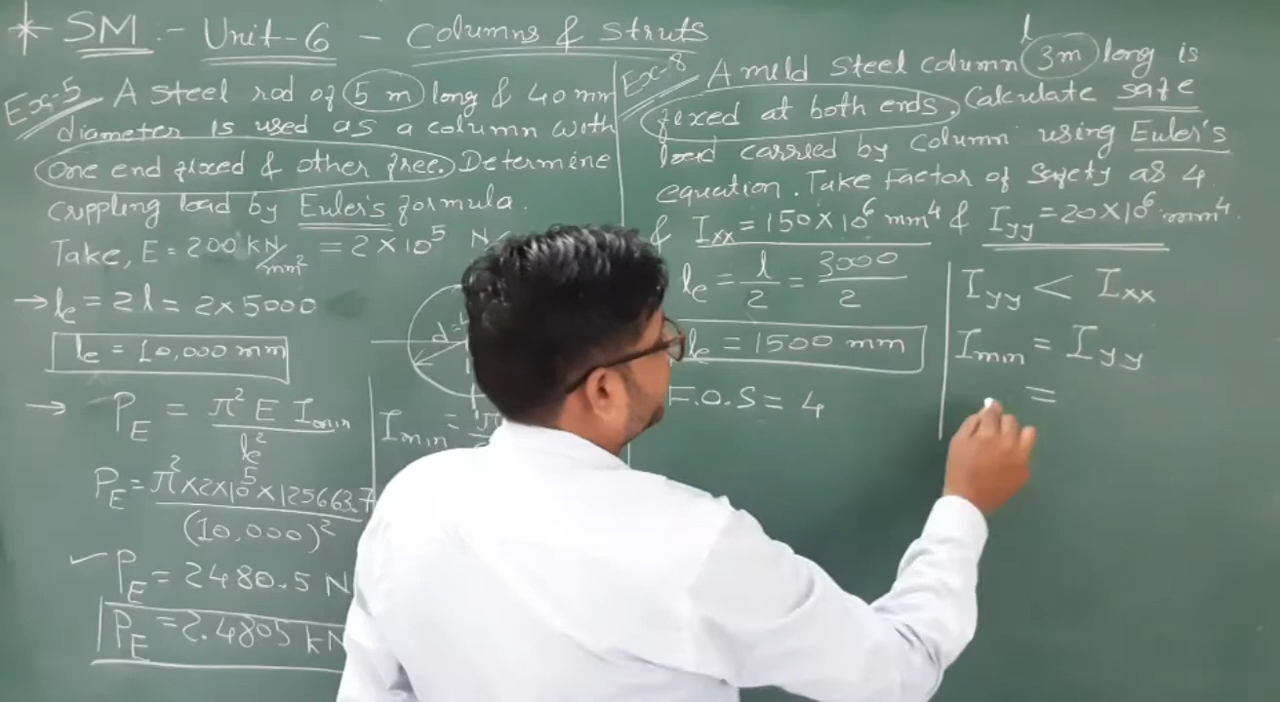 * SM. - Unit-6 - Columns & Struts
Ex-5 A steel rod of 5 m long & 40 mm
diameter is used as a column with
one end fixed & other free. Determine
crippling load by Euler's formula.
Take, E = 200 kN/mm² = 2 × 10⁵ N
→ le = 2l = 2 × 5000
le = 10,000 mm
→ P_E = π² E Imin / le²
P_E = π² × 2 × 10⁵ × 125663.7 / (10,000)²
✓ P_E = 2480.5 N
P_E = 2.4805 kN
d =
Imin = π
l
Ex-8 A mild steel column 3m long is
fixed at both ends. Calculate safe
load carried by column using Euler's
equation. Take Factor of Safety as 4
& Ixx = 150 × 10⁶ mm⁴ & Iyy = 20 × 10⁶ mm⁴.
le = l/2 = 3000/2
le = 1500 mm
F.O.S = 4
Iyy < Ixx
Imin = Iyy
=